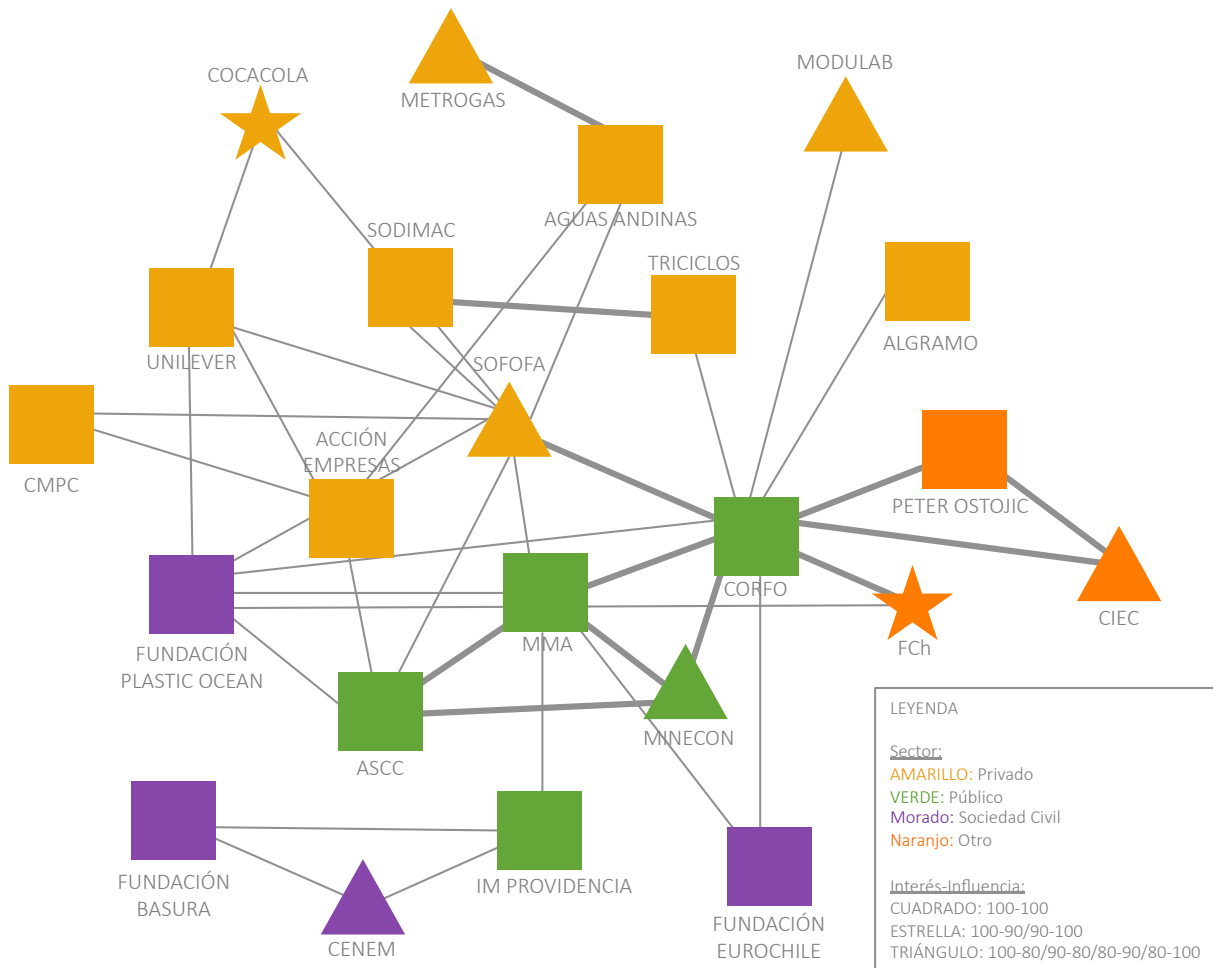 COCACOLA
METROGAS
MODULAB
AGUAS ANDINAS
SODIMAC
TRICICLOS
UNILEVER
ALGRAMO
SOFOFA
CMPC
ACCIÓN
EMPRESAS
PETER OSTOJIC
CORFO
CIEC
FCh
MMA
FUNDACIÓN
PLASTIC OCEAN
MINECON
ASCC
FUNDACIÓN
BASURA
CENEM
IM PROVIDENCIA
FUNDACIÓN
EUROCHILE
LEYENDA
Sector:
AMARILLO: Privado
VERDE: Público
Morado: Sociedad Civil
Naranjo: Otro
Interés-Influencia:
CUADRADO: 100-100
ESTRELLA: 100-90/90-100
TRIÁNGULO: 100-80/90-80/80-90/80-100